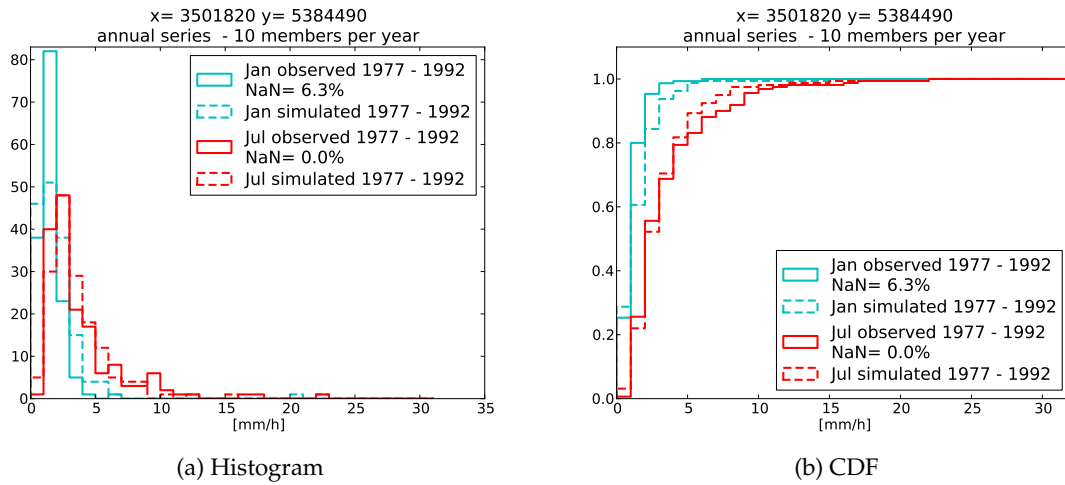 x= 3501820 y= 5384490
annual series - 10 members per year
80
70
60
50
40
30
20
10
0
0 5 10 15 20 25 30 35
[mm/h]
Jan observed 1977 - 1992
NaN= 6.3%
Jan simulated 1977 - 1992
Jul observed 1977 - 1992
NaN= 0.0%
Jul simulated 1977 - 1992
(a) Histogram
x= 3501820 y= 5384490
annual series - 10 members per year
1.0
0.8
0.6
0.4
0.2
0.0
0 5 10 15 20 25 30
[mm/h]
Jan observed 1977 - 1992
NaN= 6.3%
Jan simulated 1977 - 1992
Jul observed 1977 - 1992
NaN= 0.0%
Jul simulated 1977 - 1992
(b) CDF